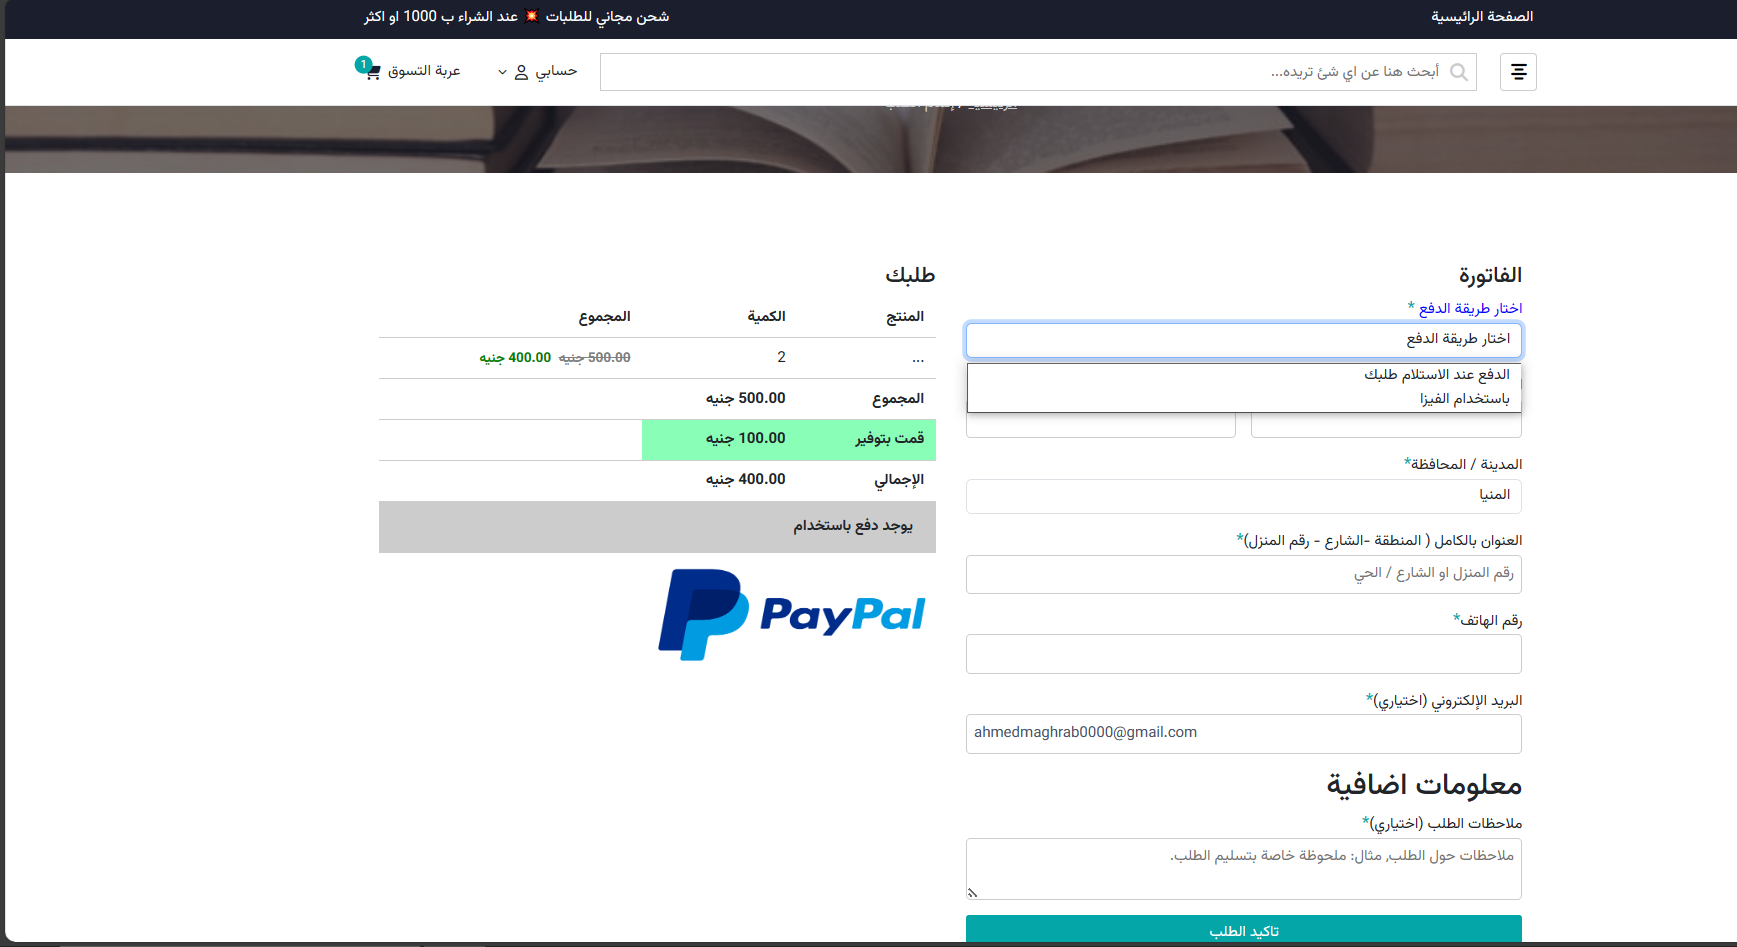 الصفحة الرائيسية
شحن مجاني للطلبات 💥 عند الشراء ب 1000 او اكثر
أبحث هنا عن اي شئ تريده...
حسابي
عربة التسوق
1
الفاتورة
اختار طريقة الدفع *
اختار طريقة الدفع
الدفع عند الاستلام طلبك
باستخدام الفيزا
المدينة / المحافظة*
المنيا
العنوان بالكامل ( المنطقة -الشارع - رقم المنزل)*
رقم المنزل او الشارع / الحي
رقم الهاتف*
البريد الإلكتروني (اختياري)*
ahmedmaghrab0000@gmail.com
معلومات اضافية
ملاحظات الطلب (اختياري)*
ملاحظات حول الطلب, مثال: ملحوظة خاصة بتسليم الطلب.
تاكيد الطلب
طلبك
المنتج الكمية المجموع
... 2 500.00 جنيه 400.00 جنيه
المجموع 500.00 جنيه
قمت بتوفير 100.00 جنيه
الإجمالي 400.00 جنيه
يوجد دفع باستخدام
PayPal